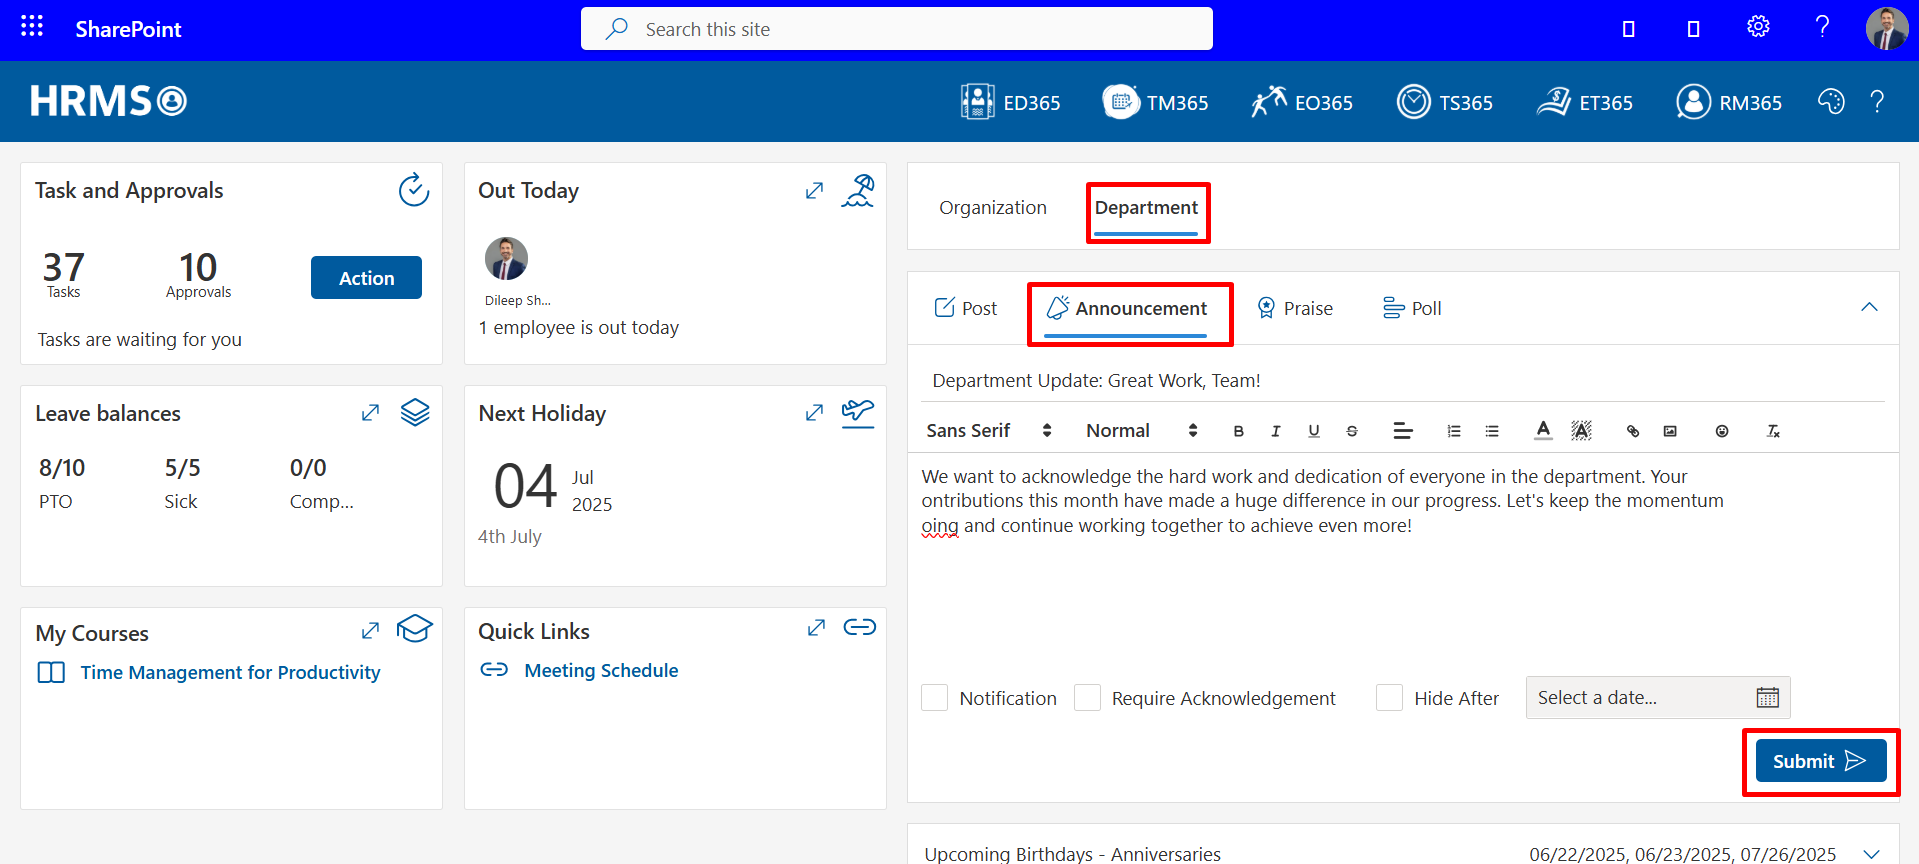 SharePoint
Search this site
HRMS
ED365
TM365
EO365
TS365
ET365
RM365
Task and Approvals
37
Tasks
10
Approvals
Action
Tasks are waiting for you
Out Today
Dileep Sh...
1 employee is out today
Leave balances
8/10
5/5
0/0
PTO
Sick
Comp...
Next Holiday
04
Jul
2025
4th July
My Courses
Time Management for Productivity
Quick Links
Meeting Schedule
Organization
Department
Post
Announcement
Praise
Poll
Department Update: Great Work, Team!
Sans Serif
Normal
We want to acknowledge the hard work and dedication of everyone in the department. Your
ontributions this month have made a huge difference in our progress. Let's keep the momentum
oing and continue working together to achieve even more!
Notification
Require Acknowledgement
Hide After
Select a date...
Submit
Upcoming Birthdays - Anniversaries
06/22/2025, 06/23/2025, 07/26/2025